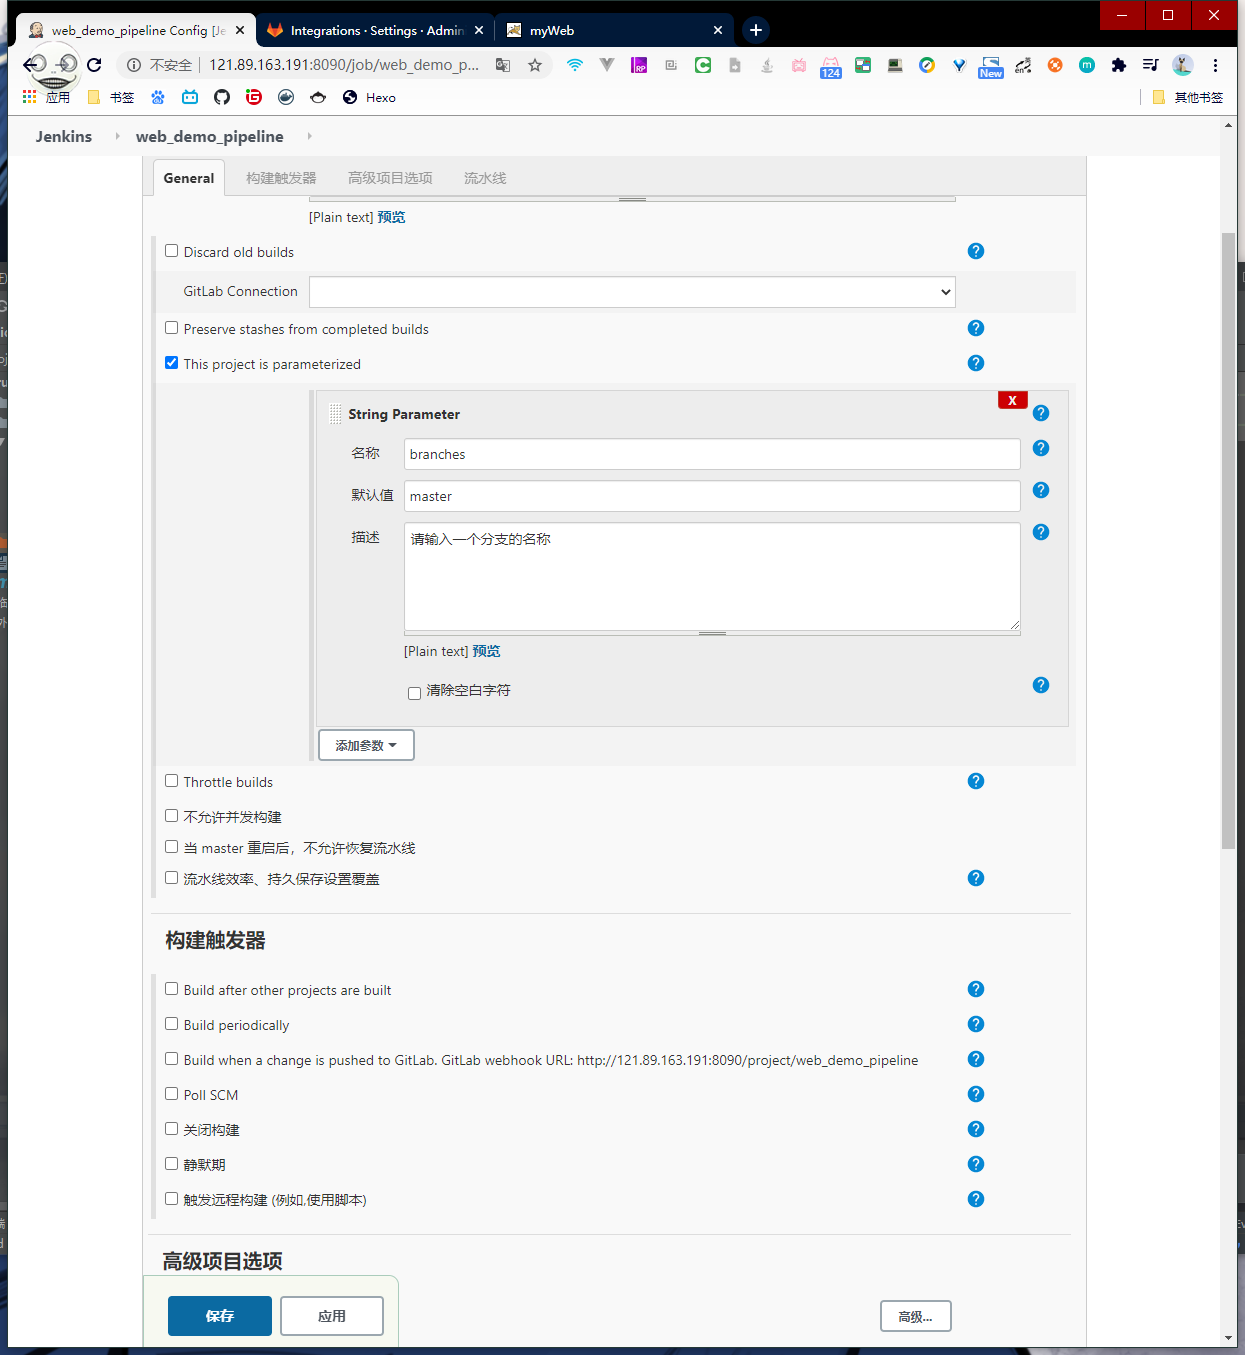 web_demo_pipeline Config [Je
Integrations · Settings · Admin
myWeb
不安全
121.89.163.191:8090/job/web_demo_p...
124
New
应用
书签
Hexo
其他书签
Jenkins
web_demo_pipeline
General
构建触发器
高级项目选项
流水线
[Plain text] 预览
Discard old builds
GitLab Connection
Preserve stashes from completed builds
This project is parameterized
X
String Parameter
名称
branches
默认值
master
描述
请输入一个分支的名称
[Plain text] 预览
清除空白字符
添加参数
Throttle builds
不允许并发构建
当 master 重启后，不允许恢复流水线
流水线效率、持久保存设置覆盖
构建触发器
Build after other projects are built
Build periodically
Build when a change is pushed to GitLab. GitLab webhook URL: http://121.89.163.191:8090/project/web_demo_pipeline
Poll SCM
关闭构建
静默期
触发远程构建 (例如,使用脚本)
高级项目选项
保存
应用
高级...